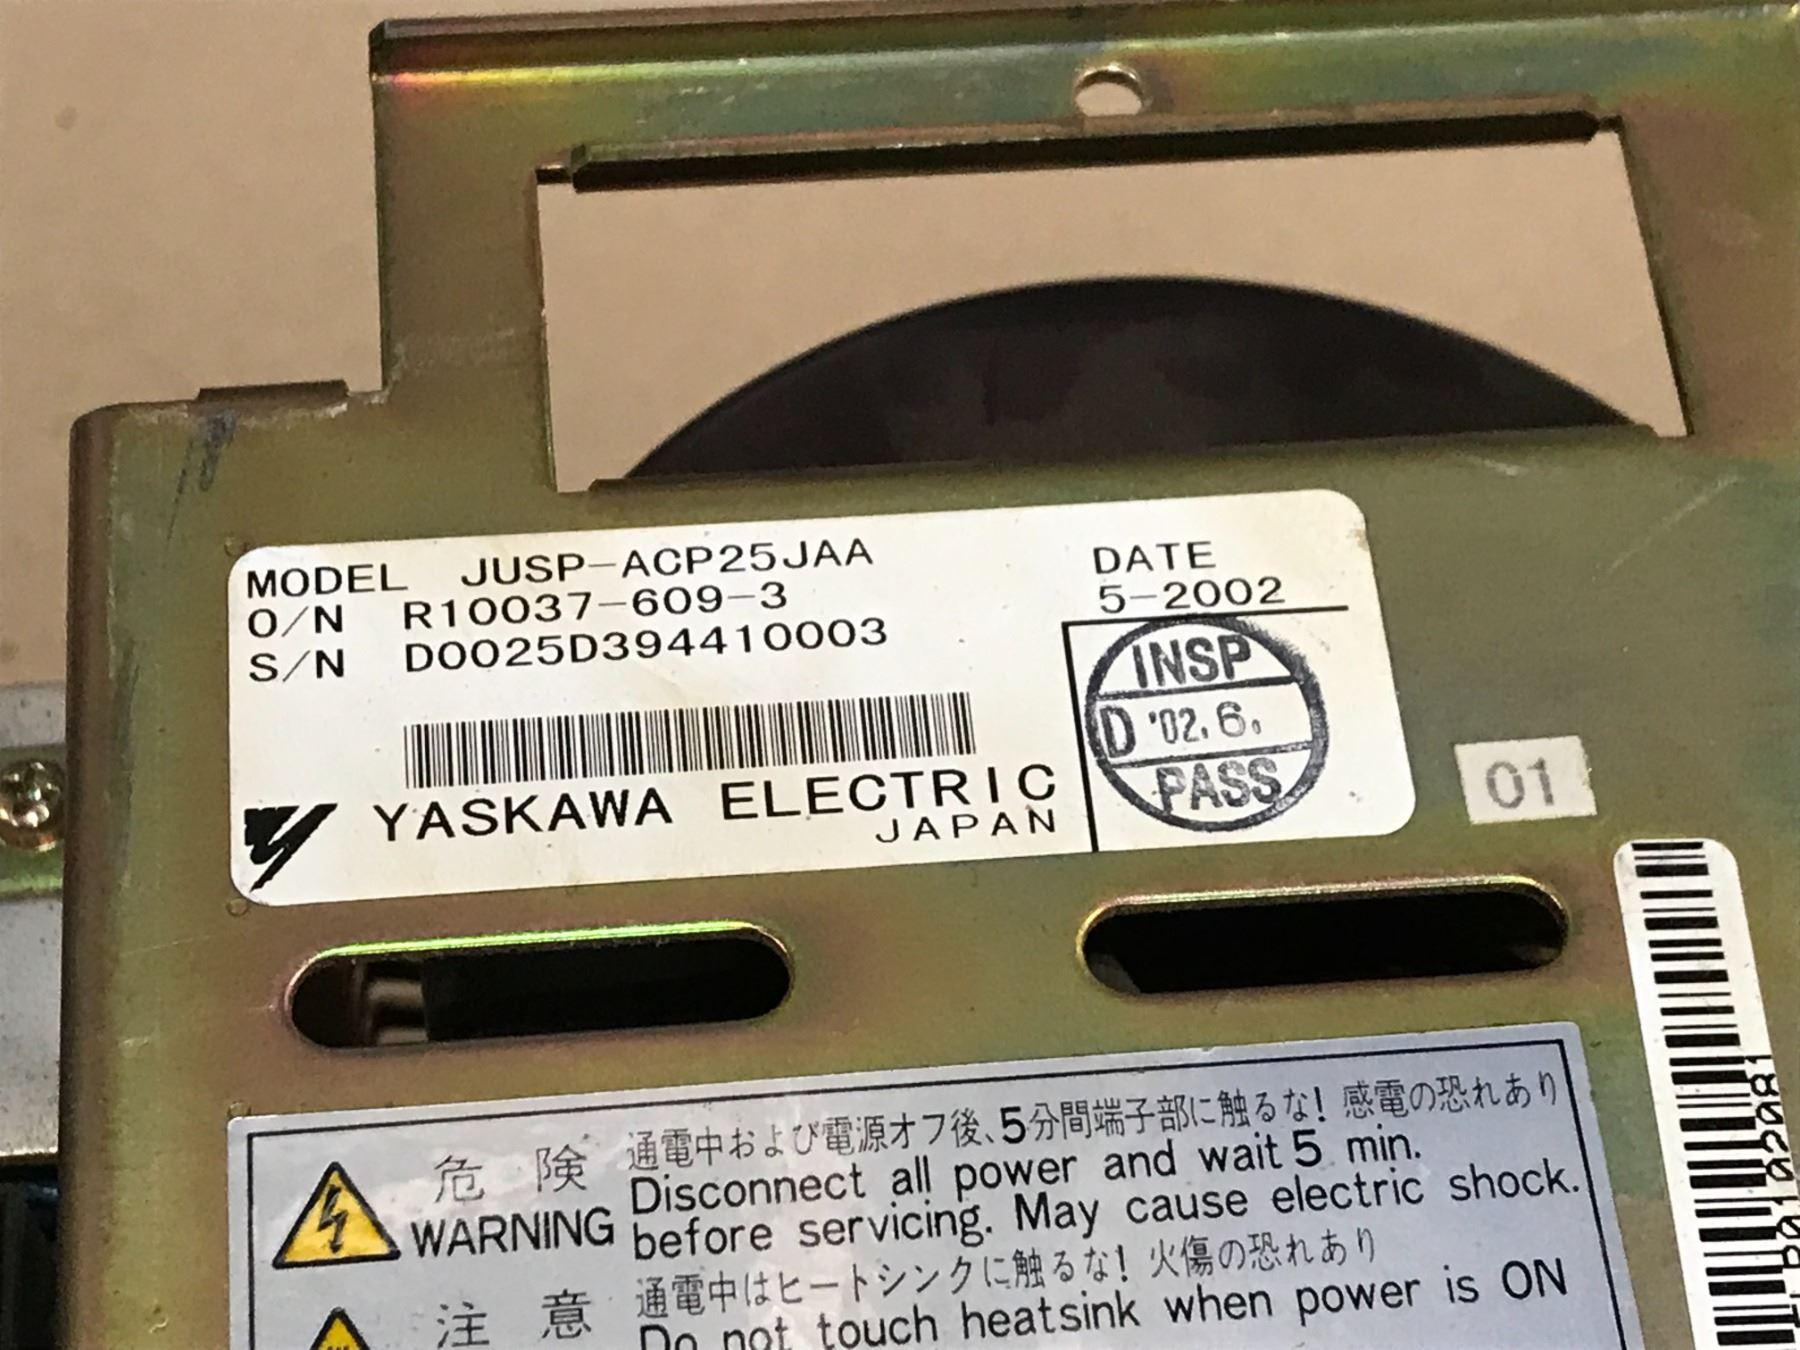 MODEL JUSP-ACP25JAA
O/N R10037-609-3
S/N D0025D394410003
DATE
5-2002
INSP
D '02.6.
PASS
YASKAWA ELECTRIC
JAPAN
01
危険
WARNING
通電中および電源オフ後、5分間端子部に触るな! 感電の恐れあり
Disconnect all power and wait 5 min.
before servicing. May cause electric shock.
注意
通電中はヒートシンクに触るな! 火傷の恐れあり
Do not touch heatsink when power is ON